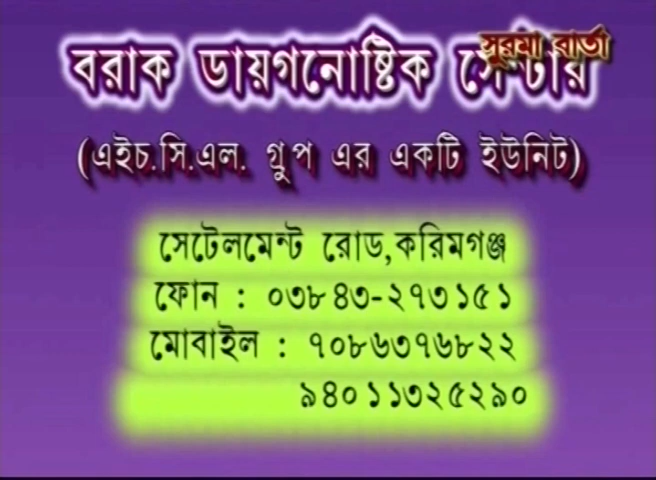 সুরমা বার্তা
বরাক ডায়গনোষ্টিক সেন্টার
(এইচ.সি.এল. গ্রুপ এর একটি ইউনিট)
সেটেলমেন্ট রোড,করিমগঞ্জ
ফোন : ০৩৮৪৩-২৭৩১৫১
মোবাইল : ৭০৮৬৩৭৬৮২২
৯৪০১১৩২৫২৯০